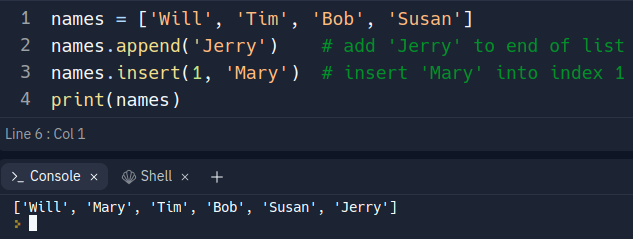 1 names = ['Will', 'Tim', 'Bob', 'Susan']
2 names.append('Jerry')    # add 'Jerry' to end of list
3 names.insert(1, 'Mary')  # insert 'Mary' into index 1
4 print(names)
Line 6 : Col 1
>_ Console × Shell × +
['Will', 'Mary', 'Tim', 'Bob', 'Susan', 'Jerry']
>